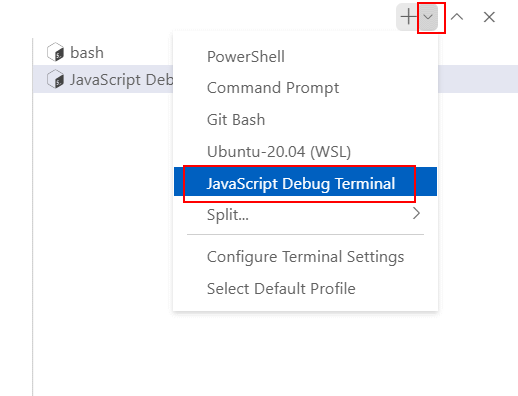 bash
JavaScript Deb
PowerShell
Command Prompt
Git Bash
Ubuntu-20.04 (WSL)
JavaScript Debug Terminal
Split...
Configure Terminal Settings
Select Default Profile